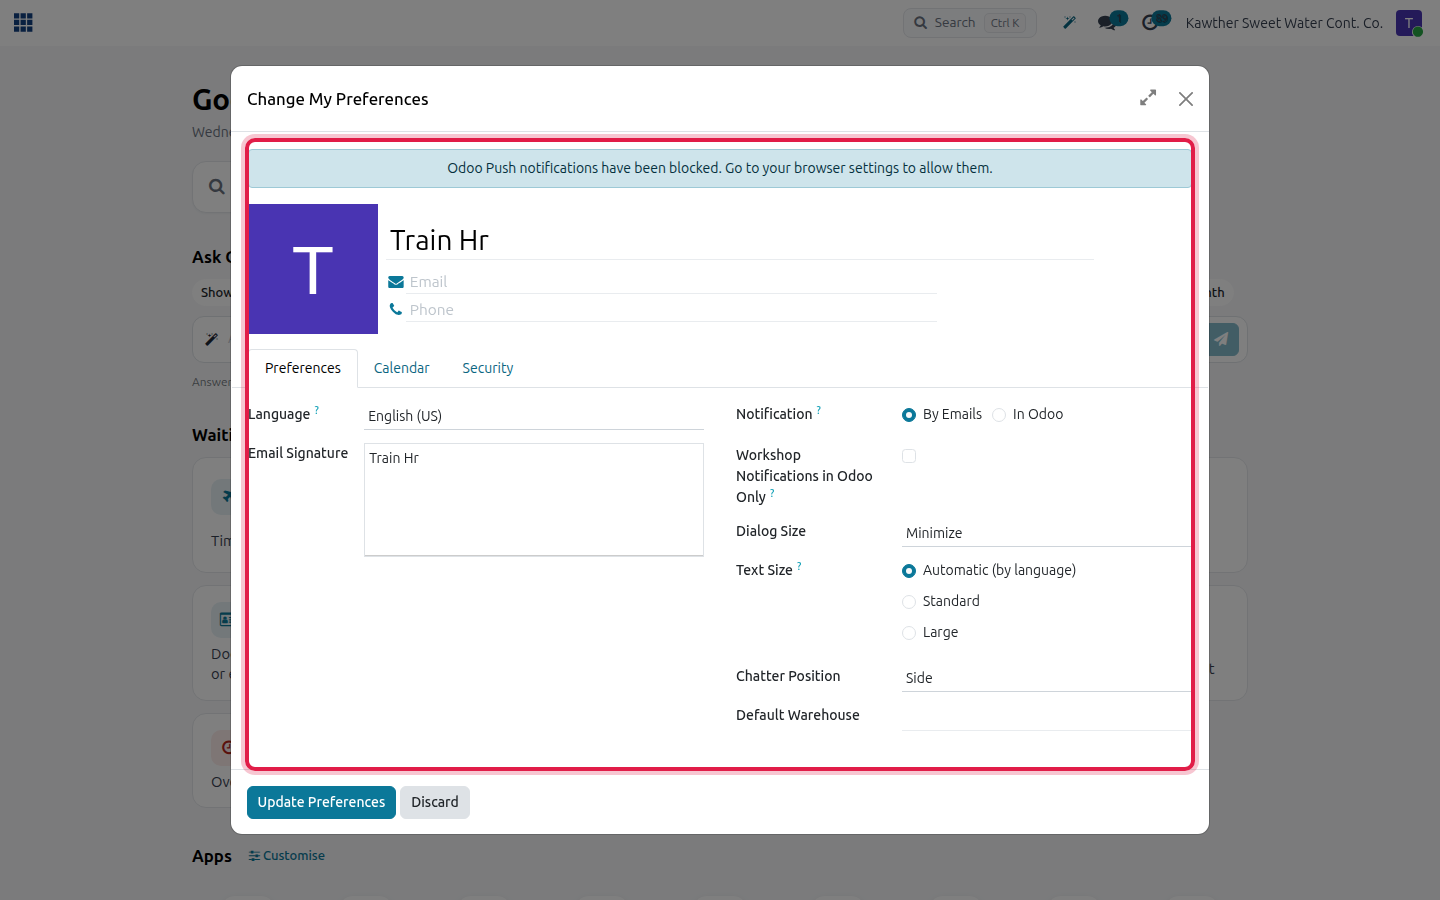 Search Ctrl K
Kawther Sweet Water Cont. Co.
T
Change My Preferences
Odoo Push notifications have been blocked. Go to your browser settings to allow them.
T
Train Hr
Email
Phone
Preferences Calendar Security
Language ?
English (US)
Email Signature
Train Hr
Notification ?
By Emails In Odoo
Workshop
Notifications in Odoo
Only ?
Dialog Size
Minimize
Text Size ?
Automatic (by language)
Standard
Large
Chatter Position
Side
Default Warehouse
Update Preferences Discard
Ask
Show
Apps Customise